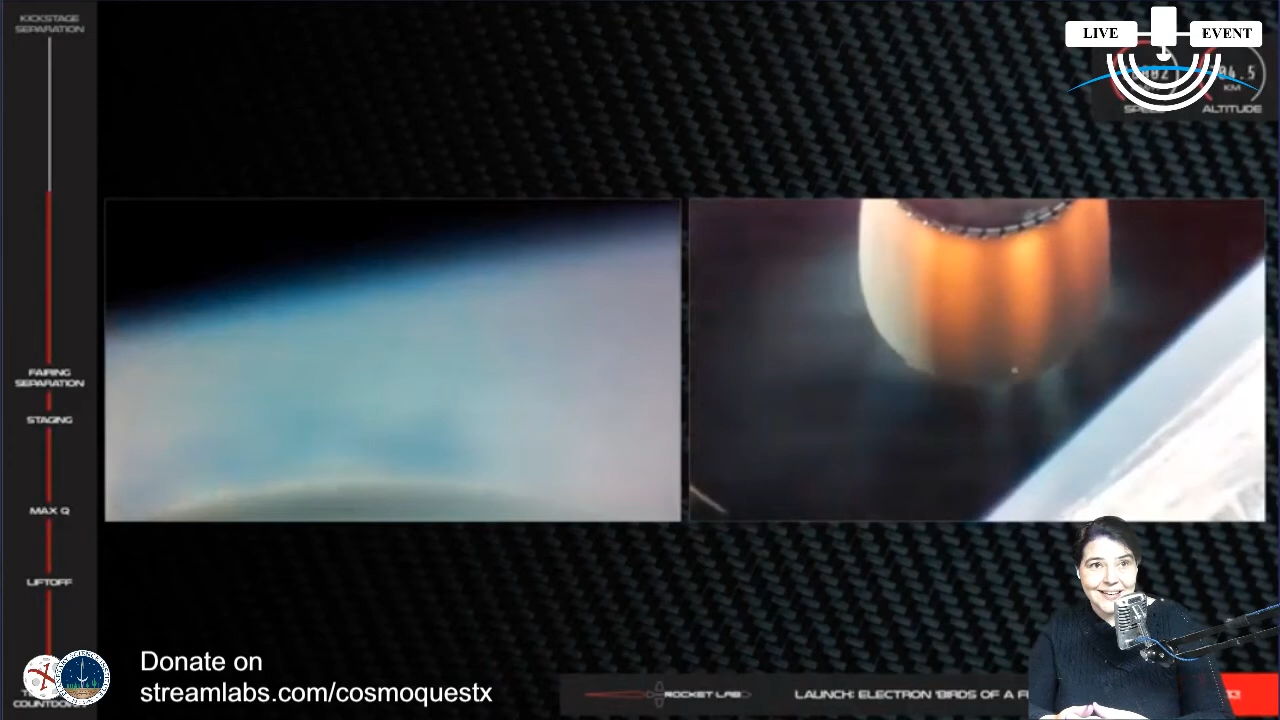 KICKSTAGE
SEPARATION
LIVE
EVENT
KM
ALTITUDE
FAIRING
SEPARATION
STAGING
MAX Q
LIFTOFF
Donate on
streamlabs.com/cosmoquestx
ROCKET LAB
LAUNCH: ELECTRON 'BIRDS OF A